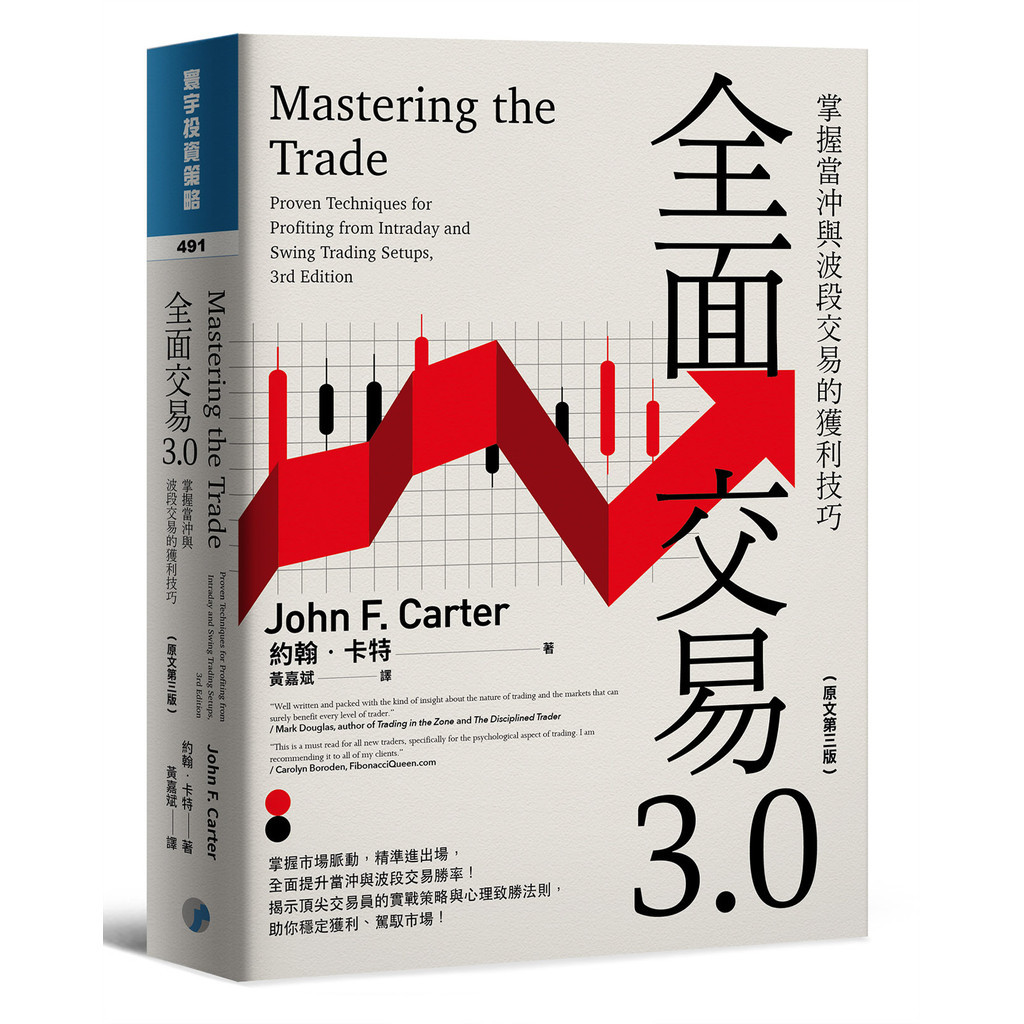 寰宇投資策略
491
Mastering the Trade
全面交易3.0
Proven Techniques for Profiting from
Intraday and Swing Trading Setups,
3rd Edition
掌握當沖與
波段交易的獲利技巧
(原文第三版)
John F. Carter
約翰.卡特——著
黃嘉斌——譯
Mastering the
Trade
Proven Techniques for
Profiting from Intraday and
Swing Trading Setups,
3rd Edition
全面交易3.0
掌握當沖與波段交易的獲利技巧
(原文第三版)
John F. Carter
約翰.卡特——著
黃嘉斌——譯
“Well written and packed with the kind of insight about the nature of trading and the markets that can
surely benefit every level of trader.”
/ Mark Douglas, author of Trading in the Zone and The Disciplined Trader
“This is a must read for all new traders, specifically for the psychological aspect of trading. I am
recommending it to all of my clients.”
/ Carolyn Boroden, FibonacciQueen.com
掌握市場脈動，精準進出場，
全面提升當沖與波段交易勝率！
揭示頂尖交易員的實戰策略與心理致勝法則，
助你穩定獲利、駕馭市場！